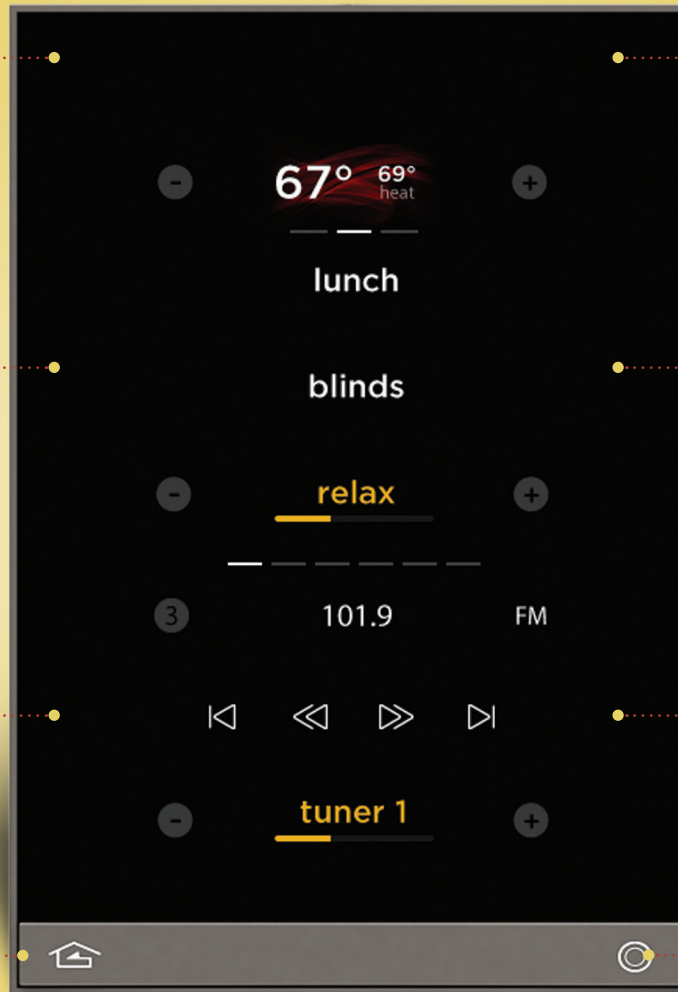 - 67° 69° +
heat
lunch
blinds
- relax +
3 101.9 FM
- tuner 1 +